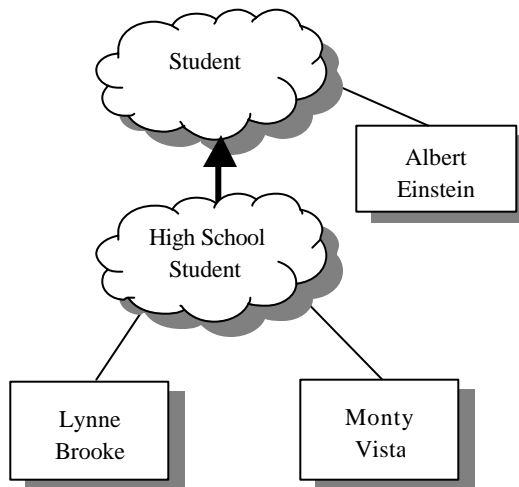 Student
Albert
Einstein
High School
Student
Lynne
Brooke
Monty
Vista